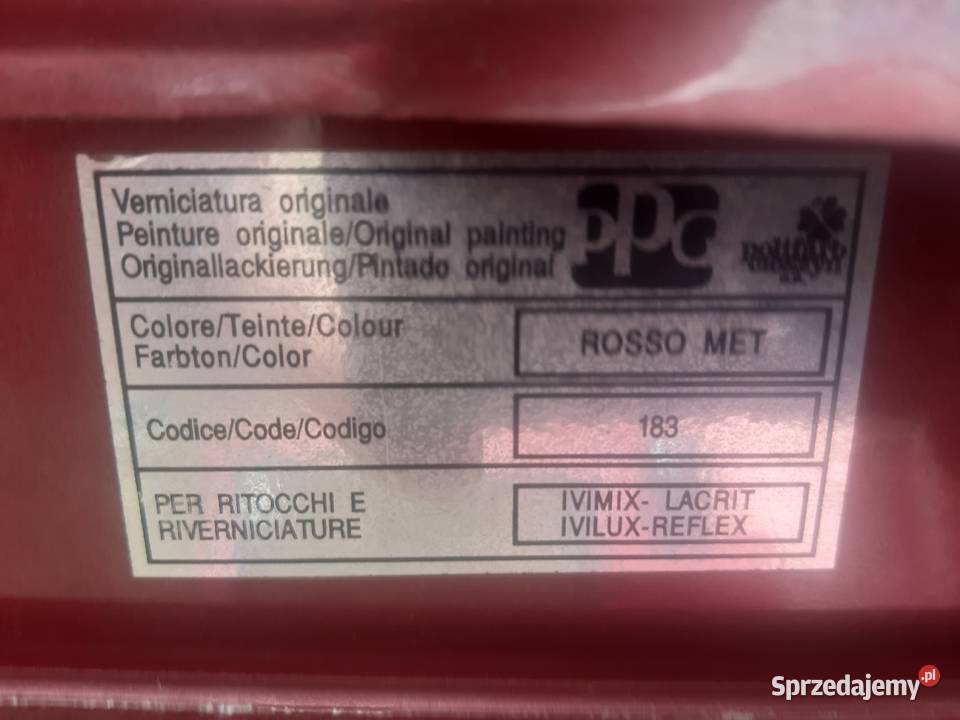 Verniciatura originale
Peinture originale/Original painting
Originallackierung/Pintado original
PPG
Colore/Teinte/Colour
Farbton/Color
ROSSO MET
Codice/Code/Codigo
183
PER RITOCCHI E
RIVERNICIATURE
IVIMIX- LACRIT
IVILUX-REFLEX
Sprzedajemy.pl